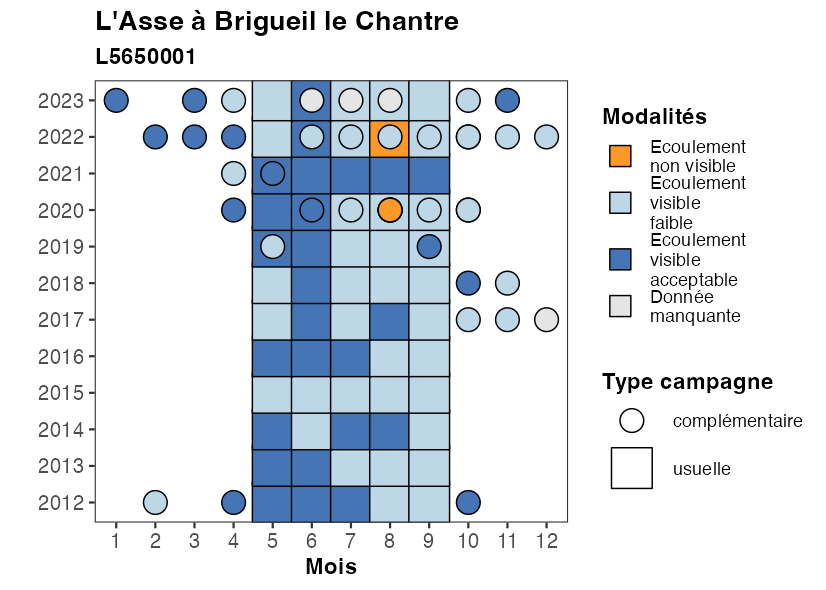 L'Asse à Brigueil le Chantre
L5650001
2023
2022
2021
2020
2019
2018
2017
2016
2015
2014
2013
2012
1 2 3 4 5 6 7 8 9 10 11 12
Mois
Modalités
Ecoulement
non visible
Ecoulement
visible
faible
Ecoulement
visible
acceptable
Donnée
manquante
Type campagne
complémentaire
usuelle